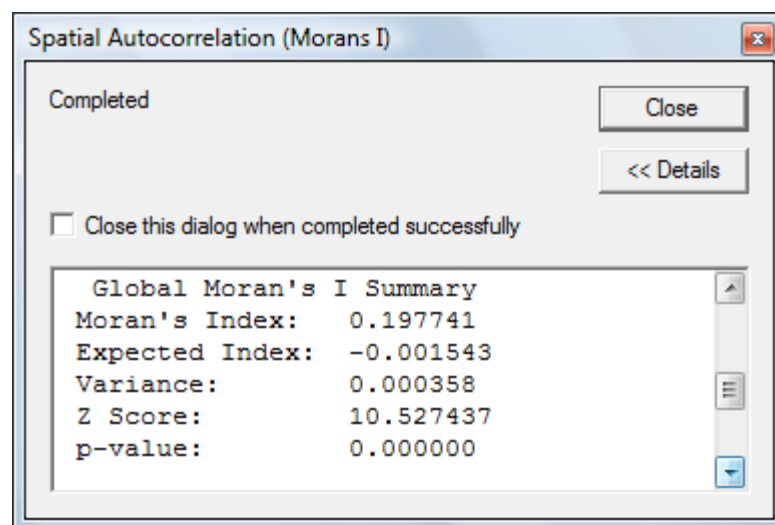 Spatial Autocorrelation (Morans I)
Completed
Close
<< Details
Close this dialog when completed successfully
Global Moran's I Summary
Moran's Index: 0.197741
Expected Index: -0.001543
Variance: 0.000358
Z Score: 10.527437
p-value: 0.000000